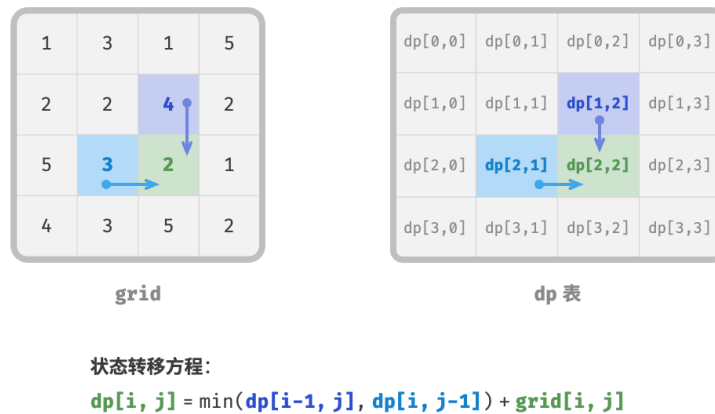 1 3 1 5
2 2 4 2
5 3 2 1
4 3 5 2
grid
dp[0,0] dp[0,1] dp[0,2] dp[0,3]
dp[1,0] dp[1,1] dp[1,2] dp[1,3]
dp[2,0] dp[2,1] dp[2,2] dp[2,3]
dp[3,0] dp[3,1] dp[3,2] dp[3,3]
dp 表
状态转移方程：
dp[i, j] = min(dp[i-1, j], dp[i, j-1]) + grid[i, j]